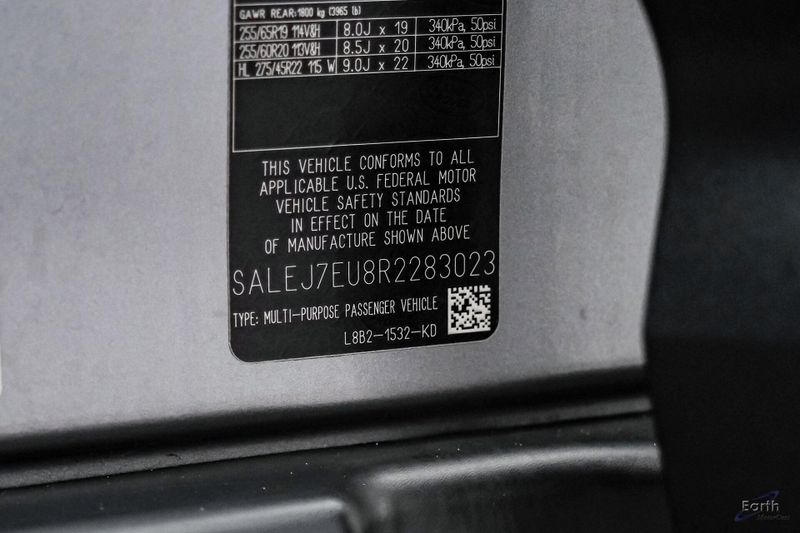 GAWR REAR:1800 kg (3965 lb)
255/65R19 114V&H 8.0J x 19 340kPa, 50psi
255/60R20 113V&H 8.5J x 20 340kPa, 50psi
HL 275/45R22 115 W 9.0J x 22 340kPa, 50psi
THIS VEHICLE CONFORMS TO ALL
APPLICABLE U.S. FEDERAL MOTOR
VEHICLE SAFETY STANDARDS
IN EFFECT ON THE DATE
OF MANUFACTURE SHOWN ABOVE
SALEJ7EU8R2283023
TYPE: MULTI-PURPOSE PASSENGER VEHICLE
L8B2-1532-KD
Earth
MotorCars